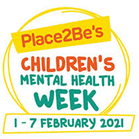 Place2Be's
CHILDREN'S
MENTAL HEALTH
WEEK
1 - 7 FEBRUARY 2021